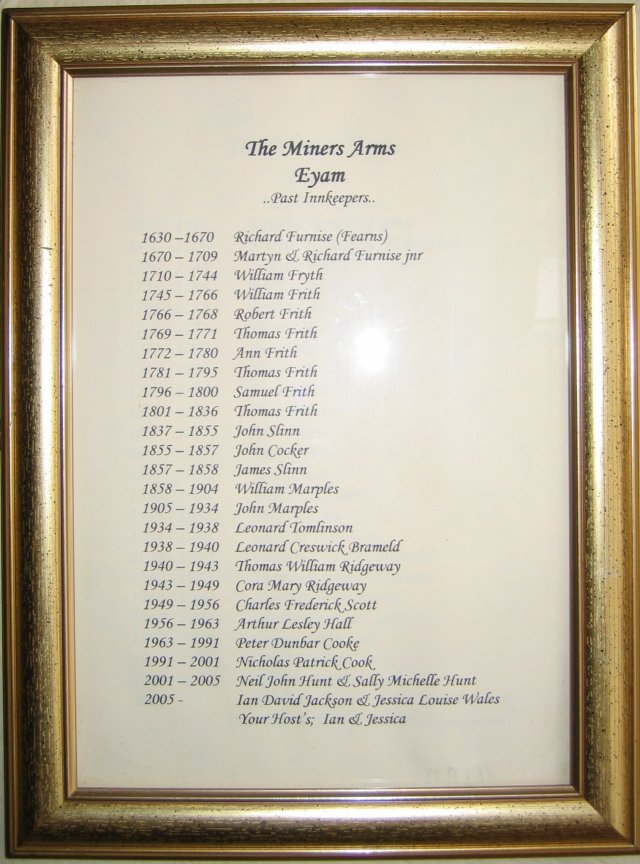 The Miners Arms
Eyam
..Past Innkeepers..
1630 – 1670 Richard Furnise (Fearns)
1670 – 1709 Martyn & Richard Furnise jnr
1710 – 1744 William Fryth
1745 – 1766 William Frith
1766 – 1768 Robert Frith
1769 – 1771 Thomas Frith
1772 – 1780 Ann Frith
1781 – 1795 Thomas Frith
1796 – 1800 Samuel Frith
1801 – 1836 Thomas Frith
1837 – 1855 John Slinn
1855 – 1857 John Cocker
1857 – 1858 James Slinn
1858 – 1904 William Marples
1905 – 1934 John Marples
1934 – 1938 Leonard Tomlinson
1938 – 1940 Leonard Creswick Brameld
1940 – 1943 Thomas William Ridgeway
1943 – 1949 Cora Mary Ridgeway
1949 – 1956 Charles Frederick Scott
1956 – 1963 Arthur Lesley Hall
1963 – 1991 Peter Dunbar Cooke
1991 – 2001 Nicholas Patrick Cook
2001 – 2005 Neil John Hunt & Sally Michelle Hunt
2005 - Ian David Jackson & Jessica Louise Wales
Your Host's; Ian & Jessica